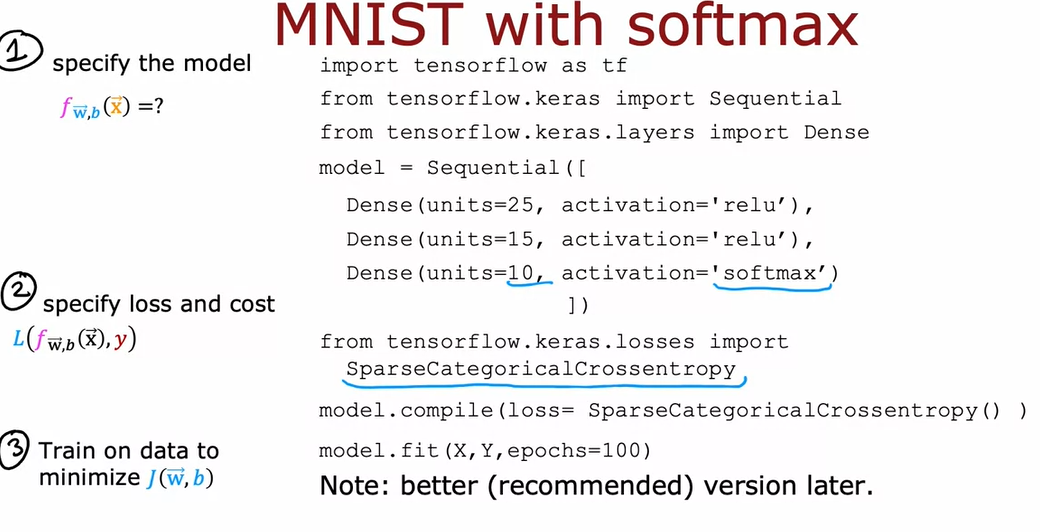 MNIST with softmax
1 specify the model
f w,b (x) =?
import tensorflow as tf
from tensorflow.keras import Sequential
from tensorflow.keras.layers import Dense
model = Sequential([
Dense(units=25, activation='relu’),
Dense(units=15, activation='relu’),
Dense(units=10, activation='softmax’)
])
2 specify loss and cost
L(f w,b (x), y)
from tensorflow.keras.losses import
SparseCategoricalCrossentropy
model.compile(loss= SparseCategoricalCrossentropy() )
3 Train on data to
minimize J(w, b)
model.fit(X,Y,epochs=100)
Note: better (recommended) version later.